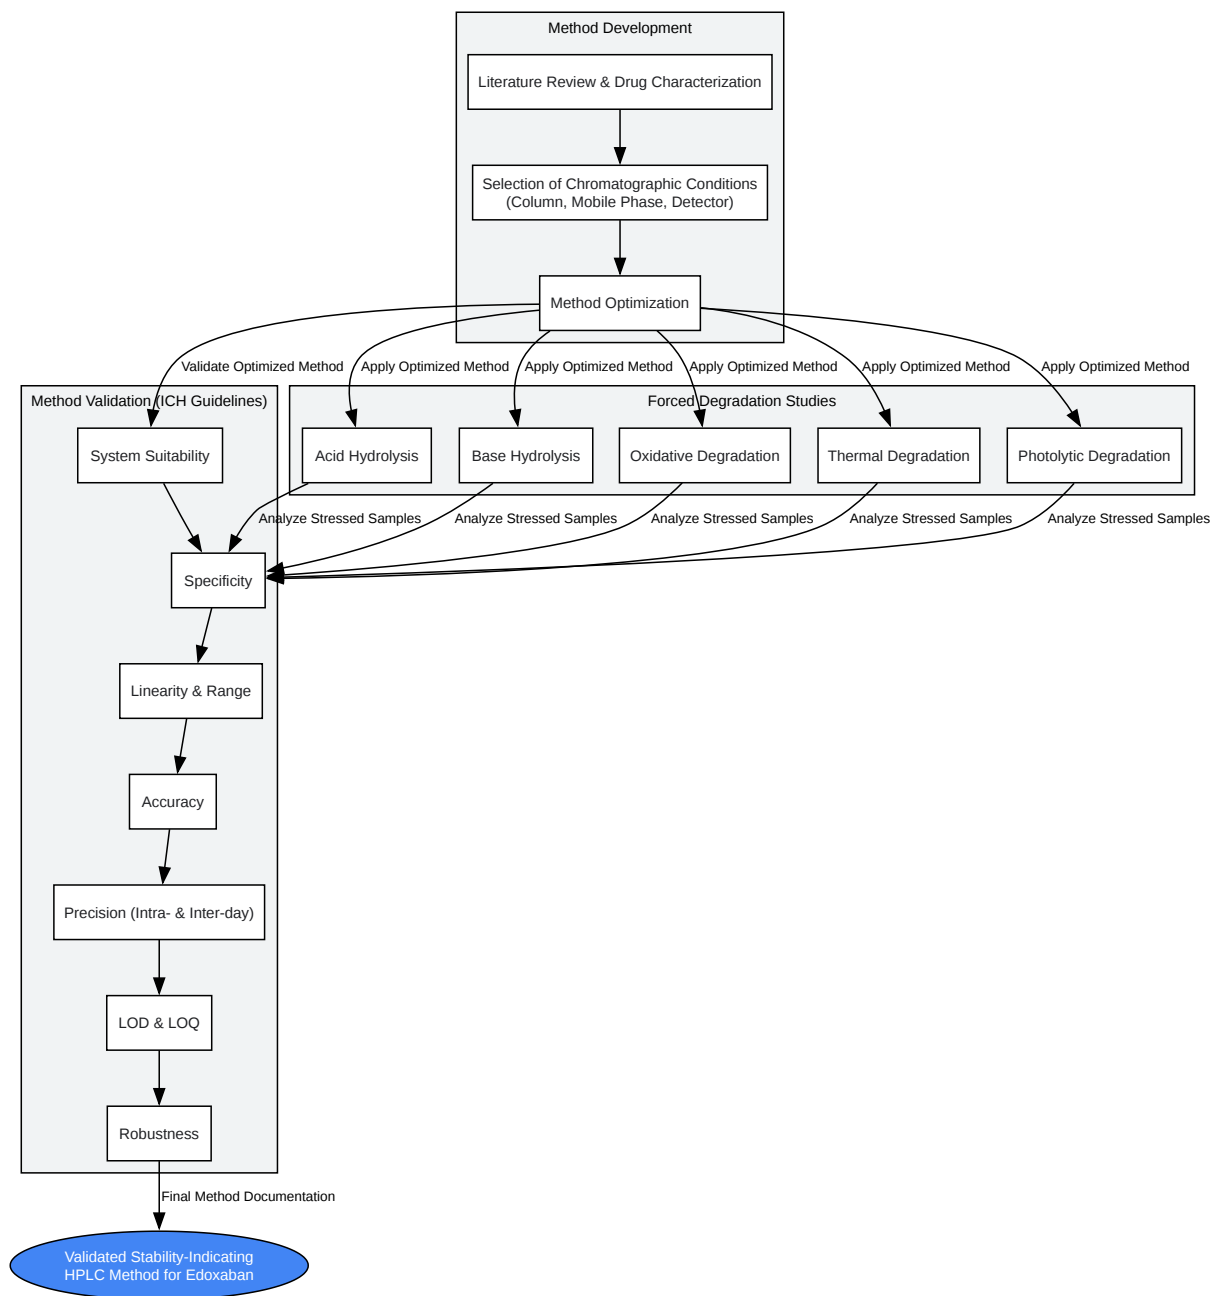 Method Development
Literature Review & Drug Characterization
Selection of Chromatographic Conditions
(Column, Mobile Phase, Detector)
Method Optimization
Validate Optimized Method
Apply Optimized Method
Apply Optimized Method
Apply Optimized Method
Apply Optimized Method
Apply Optimized Method
Method Validation (ICH Guidelines)
Forced Degradation Studies
System Suitability
Acid Hydrolysis
Base Hydrolysis
Oxidative Degradation
Thermal Degradation
Photolytic Degradation
Analyze Stressed Samples
Analyze Stressed Samples
Analyze Stressed Samples
Analyze Stressed Samples
Analyze Stressed Samples
Specificity
Linearity & Range
Accuracy
Precision (Intra- & Inter-day)
LOD & LOQ
Robustness
Final Method Documentation
Validated Stability-Indicating
HPLC Method for Edoxaban